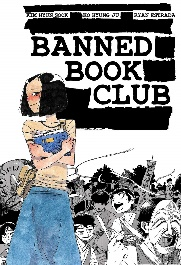 KIM HYUN SOOK KO HYUNG-JU RYAN ESTRADA
BANNED
BOOK
CLUB